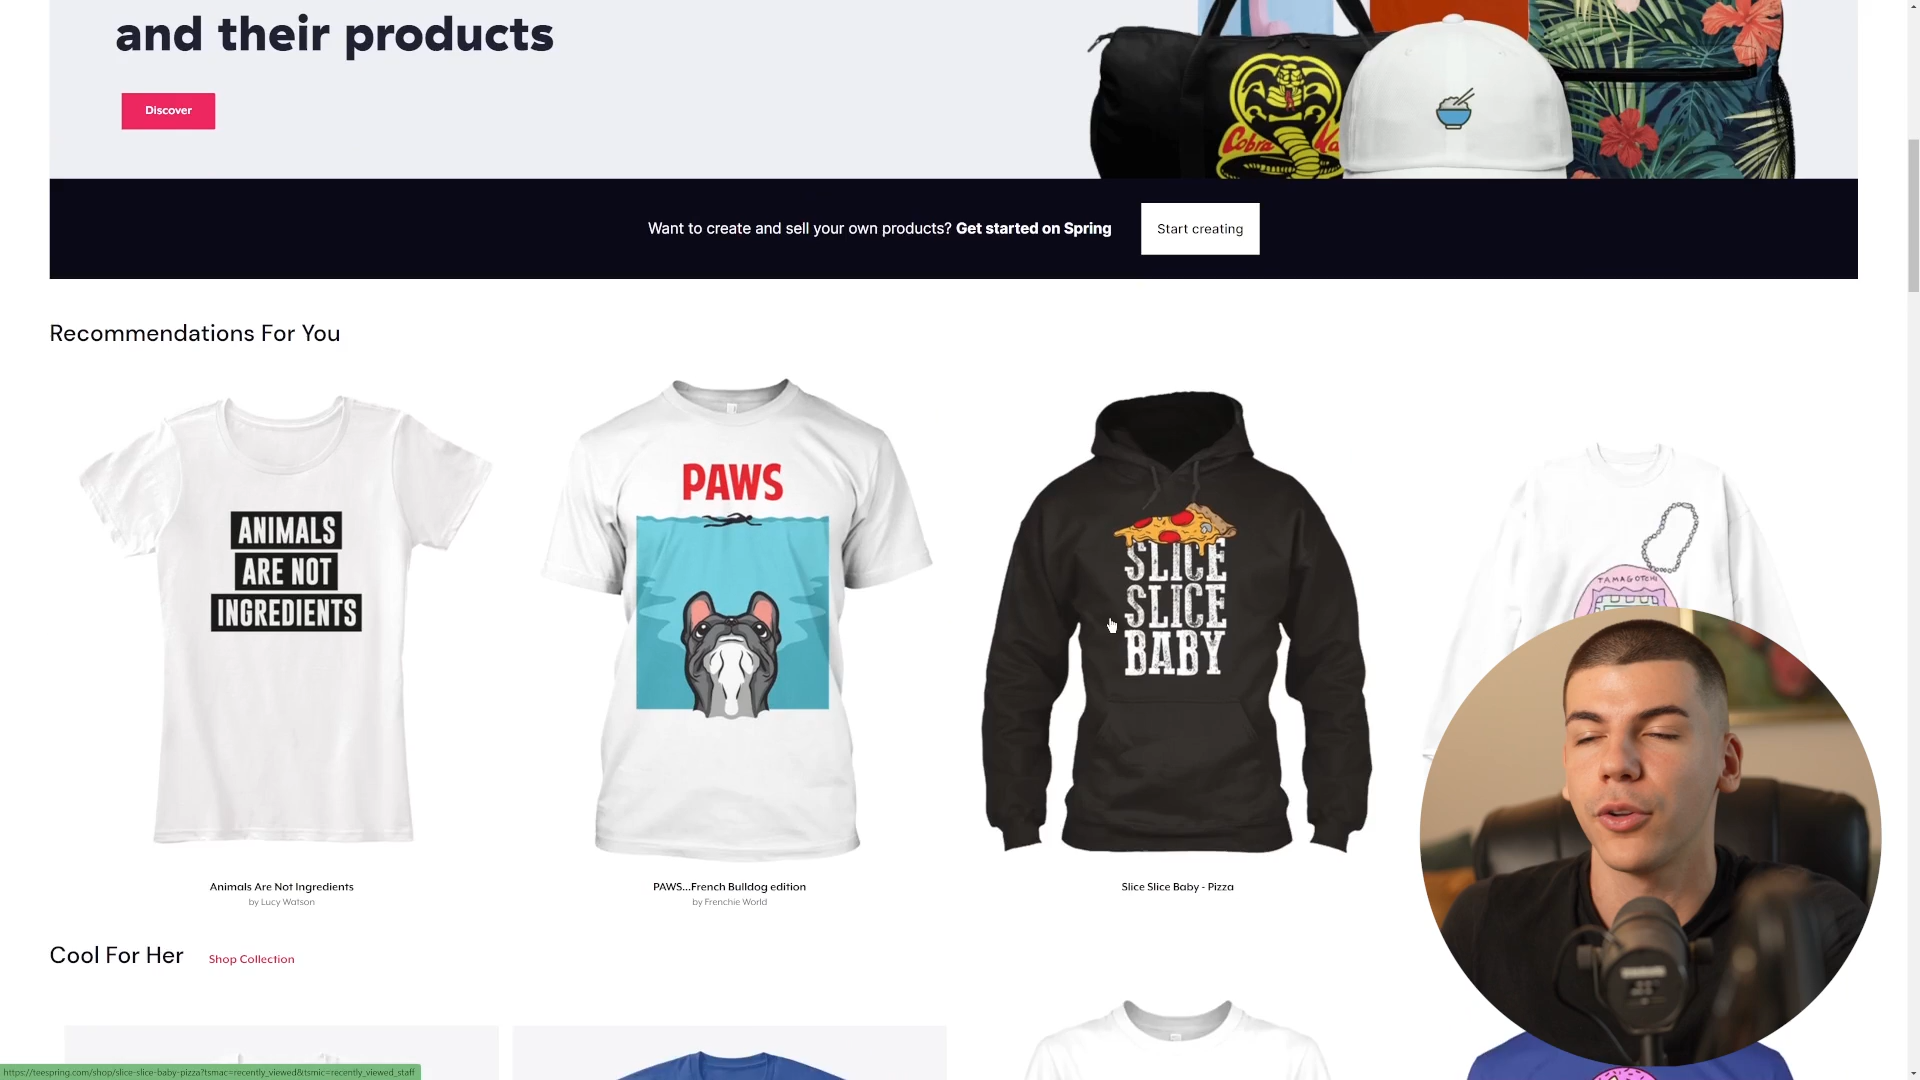 and their products
Discover
Cobra
Want to create and sell your own products? Get started on Spring
Start creating
Recommendations For You
ANIMALS
ARE NOT
INGREDIENTS
PAWS
SLICE
SLICE
BABY
TAMAGOTCHI
Animals Are Not Ingredients
by Lucy Watson
PAWS...French Bulldog edition
by Frenchie World
Slice Slice Baby - Pizza
Cool For Her
Shop Collection
https://teespring.com/shop/slice-slice-baby-pizza?tsmac=recently_viewed&tsmic=recently_viewed_staff